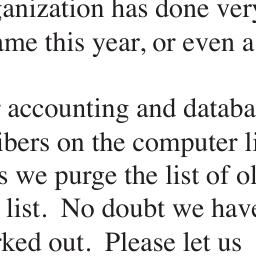 ganization has done very
ame this year, or even a
accounting and databa
ibers on the computer li
s we purge the list of ol
list.  No doubt we have
rked out.  Please let us